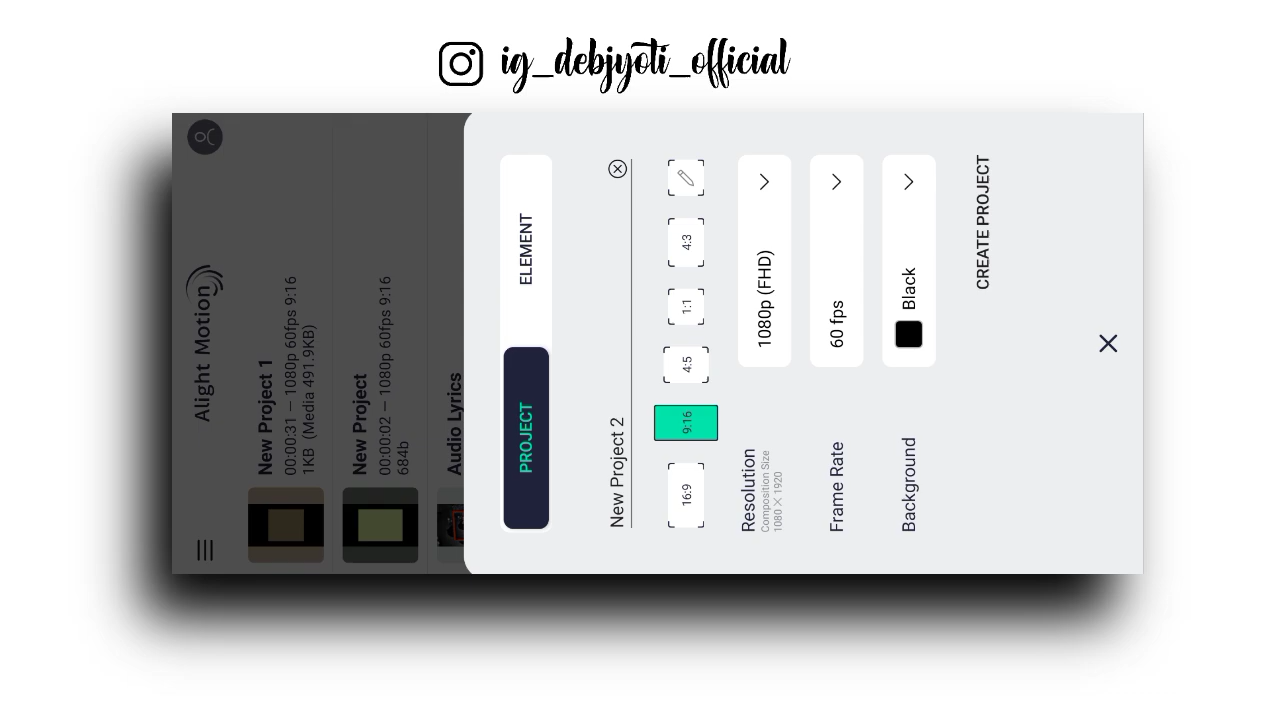 ig_debjyoti_official
Alight Motion
New Project 1
00:00:31 — 1080p 60fps 9:16
1KB (Media 491.9KB)
New Project
00:00:02 — 1080p 60fps 9:16
684b
Audio Lyrics
PROJECT
ELEMENT
New Project 2
16:9
9:16
4:5
1:1
4:3
Resolution
Composition Size
1080 × 1920
1080p (FHD)
Frame Rate
60 fps
Background
Black
CREATE PROJECT